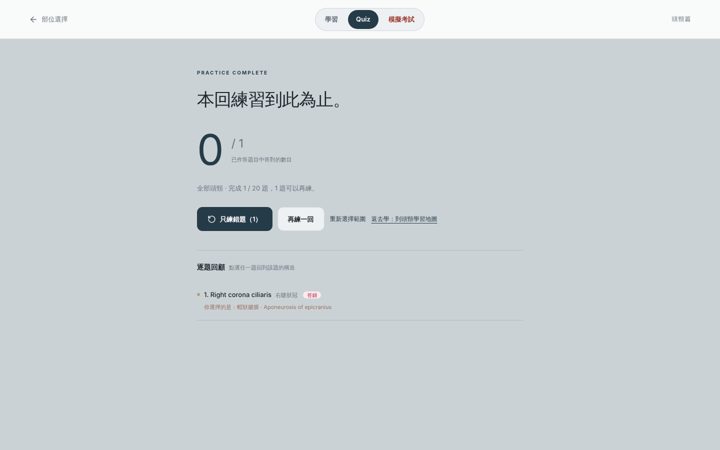 ← 部位選擇
學習 Quiz 模擬考試
頭頸篇
PRACTICE COMPLETE
本回練習到此為止。
0 / 1
已作答題目中答對的數目
全部頭頸 · 完成 1 / 20 題，1 題可以再練。
只練錯題（1） 再練一回 重新選擇範圍 返去學：到頭頸學習地圖
逐題回顧 點選任一題回到該題的構造
1. Right corona ciliaris 右睫狀冠 答錯
你選擇的是：帽狀腱膜 · Aponeurosis of epicranius